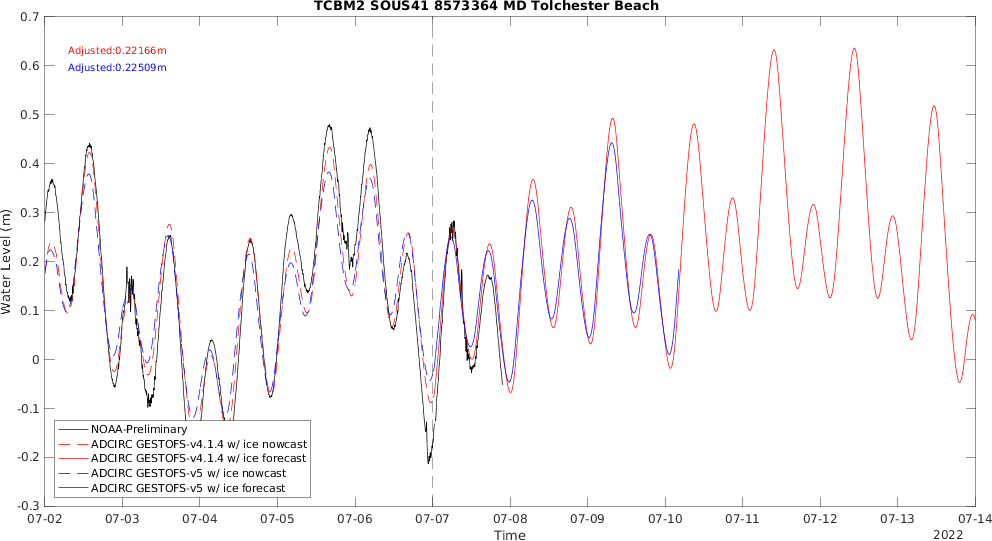 TCBM2 SOUS41 8573364 MD Tolchester Beach
Adjusted:0.22166m
Adjusted:0.22509m
Water Level (m)
0.7
0.6
0.5
0.4
0.3
0.2
0.1
0
-0.1
-0.2
-0.3
NOAA-Preliminary
ADCIRC GESTOFS-v4.1.4 w/ ice nowcast
ADCIRC GESTOFS-v4.1.4 w/ ice forecast
ADCIRC GESTOFS-v5 w/ ice nowcast
ADCIRC GESTOFS-v5 w/ ice forecast
07-02 07-03 07-04 07-05 07-06 07-07 07-08 07-09 07-10 07-11 07-12 07-13 07-14
Time
2022